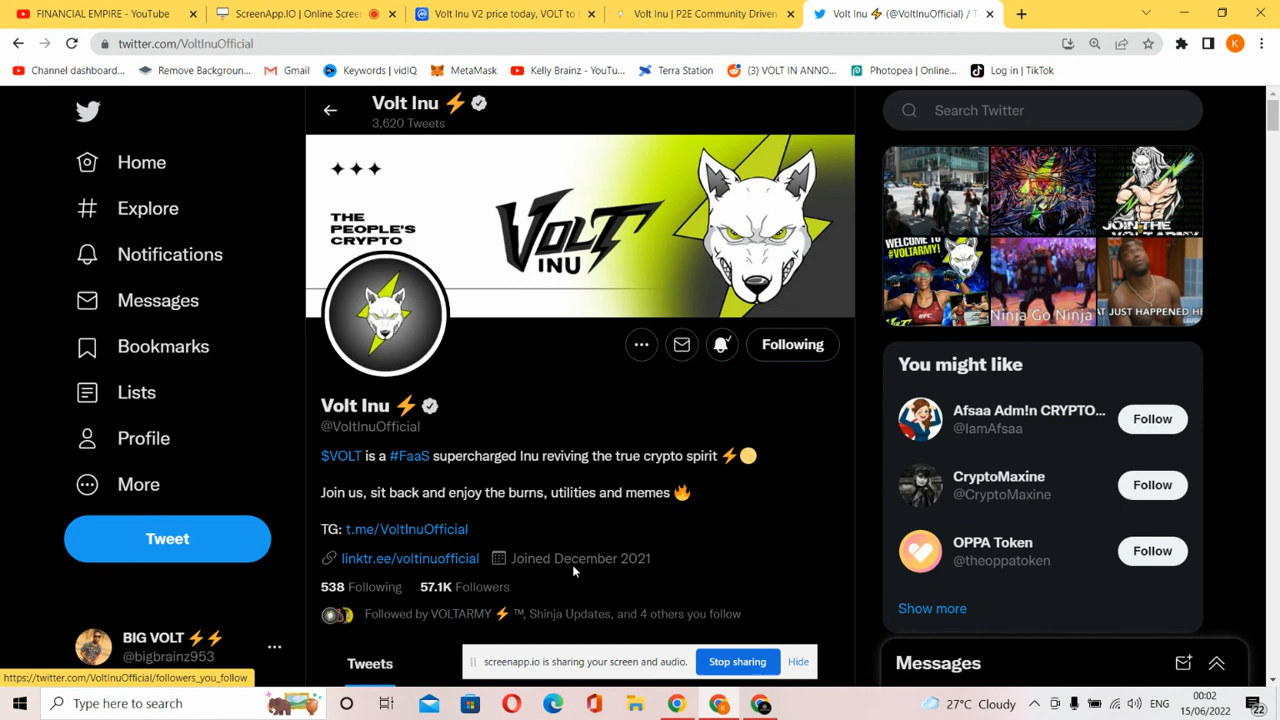 FINANCIAL EMPIRE - YouTube
ScreenApp.IO | Online Scree
Volt Inu V2 price today, VOLT to
Volt Inu | P2E Community Driven
Volt Inu ⚡ (@VoltInuOfficial) / T
twitter.com/VoltInuOfficial
K
Channel dashboard...
Remove Backgroun...
Gmail
Keywords | vidIQ
MetaMask
Kelly Brainz - YouTu...
Terra Station
(3) VOLT IN ANNO...
Photopea | Online...
Log in | TikTok
Volt Inu ⚡
3,620 Tweets
Search Twitter
Home
Explore
Notifications
Messages
Bookmarks
Lists
Profile
More
Tweet
THE
PEOPLE'S
CRYPTO
VOLT
INU
Following
Volt Inu ⚡
@VoltInuOfficial
$VOLT is a #FaaS supercharged Inu reviving the true crypto spirit ⚡🌕
Join us, sit back and enjoy the burns, utilities and memes 🔥
TG: t.me/VoltInuOfficial
linktr.ee/voltinuofficial Joined December 2021
538 Following 57.1K Followers
Followed by VOLTARMY ⚡ ™, Shinja Updates, and 4 others you follow
Tweets
JOIN THE
VOLTARMY
WELCOME TO
#VOLTARMY!
UFC
Ninja Go Ninja
AT JUST HAPPENED HE
You might like
Afsaa Adm!n CRYPTO...
@IamAfsaa
Follow
CryptoMaxine
@CryptoMaxine
Follow
OPPA Token
@theoppatoken
Follow
Show more
Messages
BIG VOLT ⚡⚡
@bigbrainz953
https://twitter.com/VoltInuOfficial/followers_you_follow
screenapp.io is sharing your screen and audio.
Stop sharing
Hide
Type here to search
27°C Cloudy
ENG
00:02
15/06/2022
22